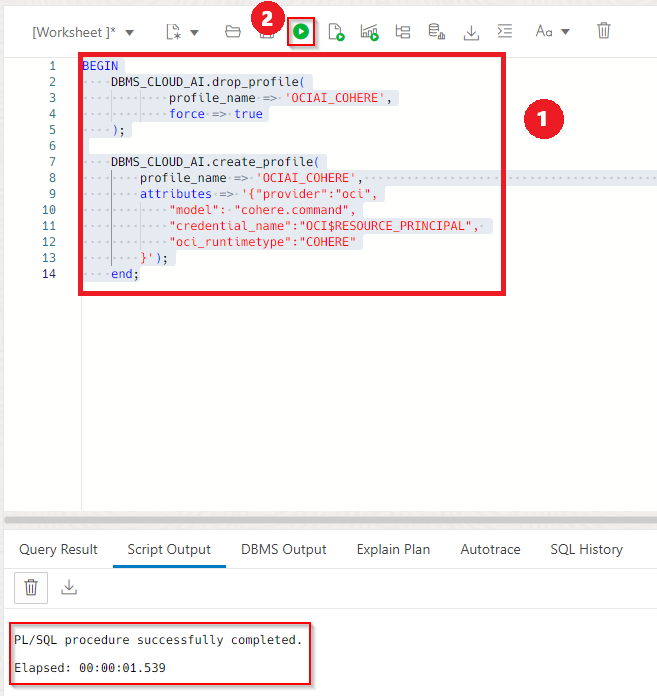 2
[Worksheet ]*
Aa
1 BEGIN
2 DBMS_CLOUD_AI.drop_profile(
3 profile_name => 'OCIAI_COHERE',
4 force => true
5 );
6
7 DBMS_CLOUD_AI.create_profile(
8 profile_name => 'OCIAI_COHERE',
9 attributes => '{"provider":"oci",
10 "model": "cohere.command",
11 "credential_name":"OCI$RESOURCE_PRINCIPAL",
12 "oci_runtimetype":"COHERE"
13 }');
14 end;
1
Query Result Script Output DBMS Output Explain Plan Autotrace SQL History
PL/SQL procedure successfully completed.
Elapsed: 00:00:01.539